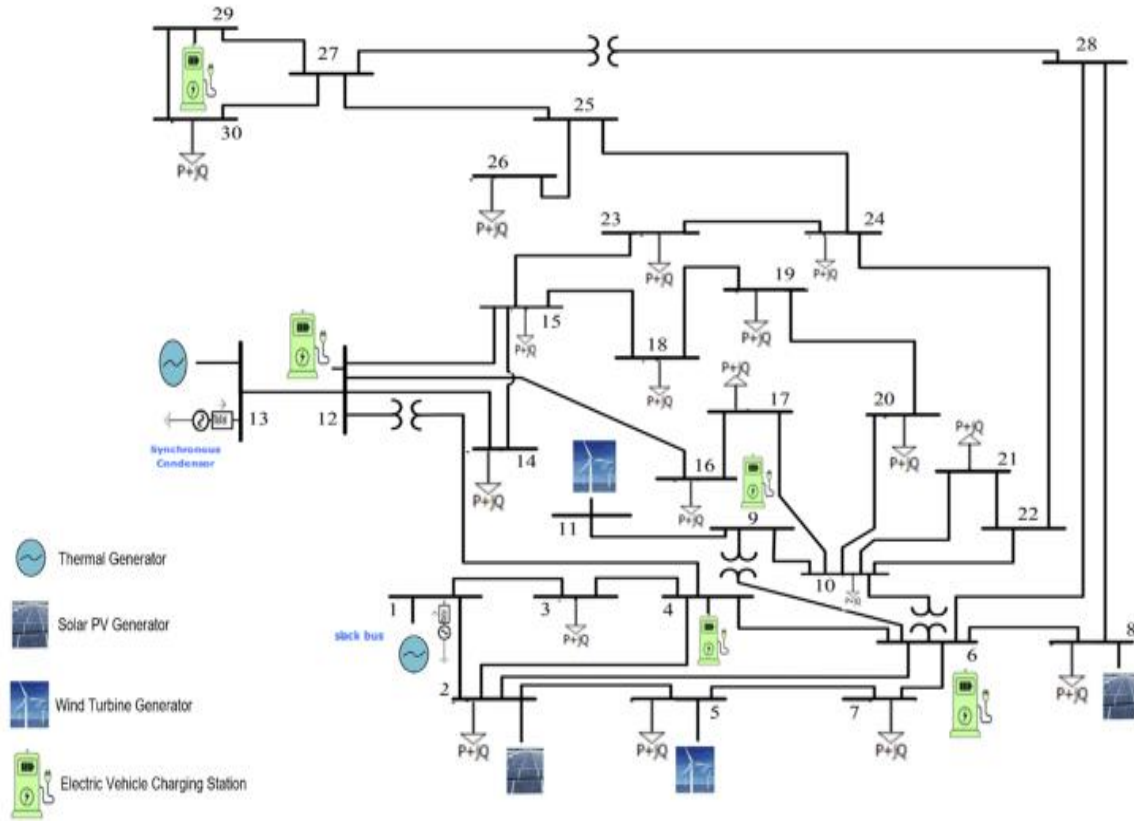 29
27
28
25
30
P+jQ
26
P+jQ
23
24
P+jQ
P+jQ
19
15
P+jQ
18
P+jQ
P+jQ
P+jQ
17
20
13
12
Synchronous
Condensor
14
16
21
P+jQ
P+jQ
P+jQ
P+jQ
9
22
11
10
P+jQ
Thermal Generator
1
3
4
8
P+jQ
slack bus
6
Solar PV Generator
2
5
7
P+jQ
P+jQ
P+jQ
P+jQ
Wind Turbine Generator
Electric Vehicle Charging Station